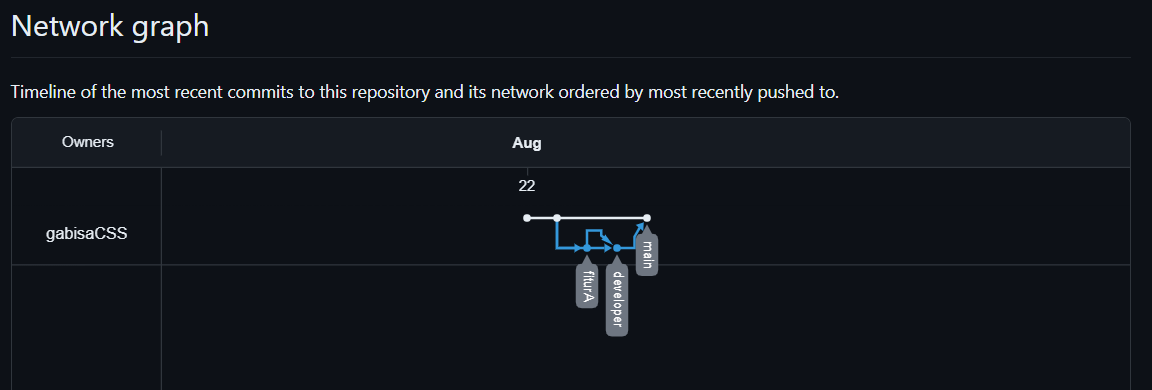 Network graph
Timeline of the most recent commits to this repository and its network ordered by most recently pushed to.
Owners
Aug
22
gabisaCSS
main
fiturA
developer